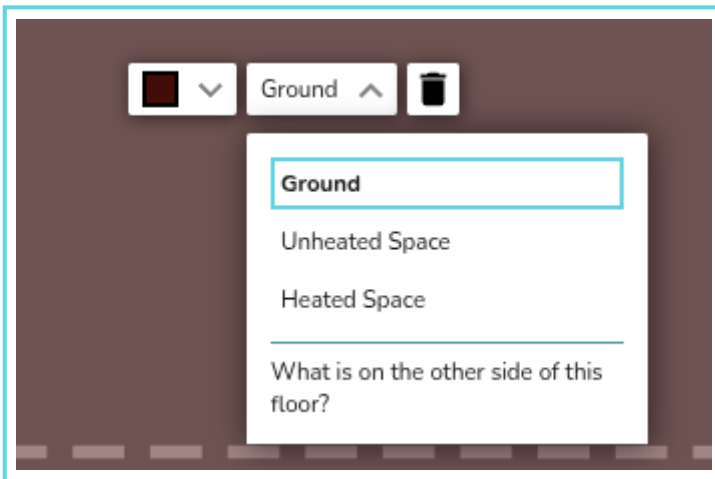 Ground
Ground
Unheated Space
Heated Space
What is on the other side of this
floor?